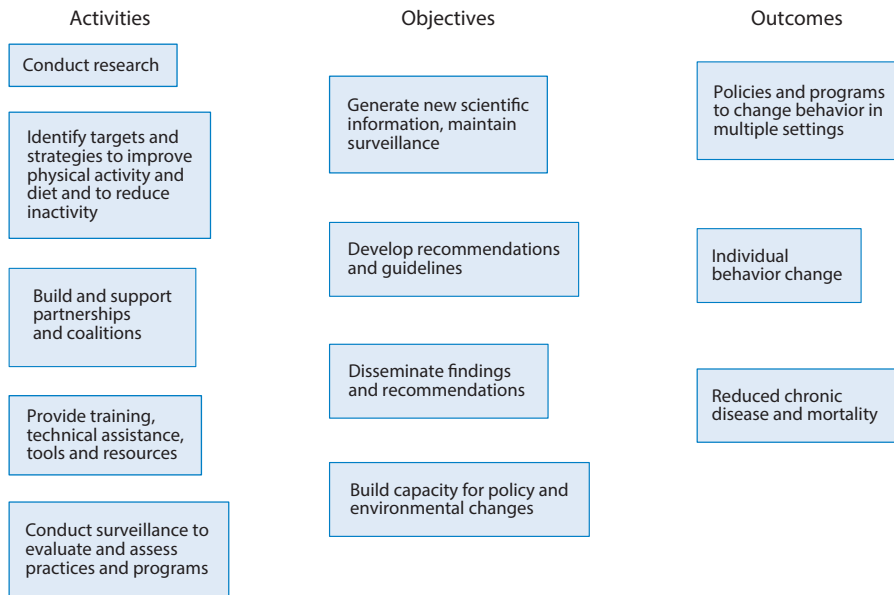 Activities
Conduct research
Identify targets and
strategies to improve
physical activity and
diet and to reduce
inactivity
Build and support
partnerships
and coalitions
Provide training,
technical assistance,
tools and resources
Conduct surveillance to
evaluate and assess
practices and programs
Objectives
Generate new scientific
information, maintain
surveillance
Develop recommendations
and guidelines
Disseminate findings
and recommendations
Build capacity for policy and
environmental changes
Outcomes
Policies and programs
to change behavior in
multiple settings
Individual
behavior change
Reduced chronic
disease and mortality